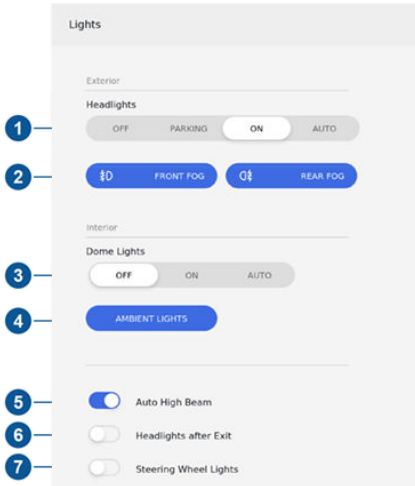 Lights
Exterior
Headlights
1 OFF PARKING ON AUTO
2 FRONT FOG REAR FOG
Interior
Dome Lights
3 OFF ON AUTO
4 AMBIENT LIGHTS
5 Auto High Beam
6 Headlights after Exit
7 Steering Wheel Lights